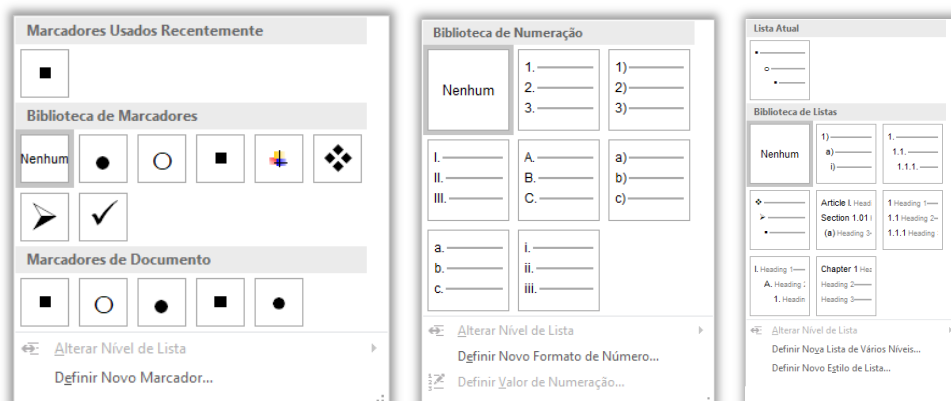 Marcadores Usados Recentemente
Biblioteca de Marcadores
Nenhum
Marcadores de Documento
Alterar Nível de Lista
Definir Novo Marcador...
Biblioteca de Numeração
Nenhum
1.
2.
3.
1)
2)
3)
I.
II.
III.
A.
B.
C.
a)
b)
c)
a.
b.
c.
i.
ii.
iii.
Alterar Nível de Lista
Definir Novo Formato de Número...
Definir Valor de Numeração...
Lista Atual
Biblioteca de Listas
Nenhum
1)
a)
i)
1.
1.1.
1.1.1.
Article I. Head
Section 1.01
(a) Heading 3
1 Heading 1
1.1 Heading 2
1.1.1 Heading
I. Heading 1
A. Heading
1. Headin
Chapter 1 Hea
Heading 2
Heading 3
Alterar Nível de Lista
Definir Nova Lista de Vários Níveis...
Definir Novo Estilo de Lista...